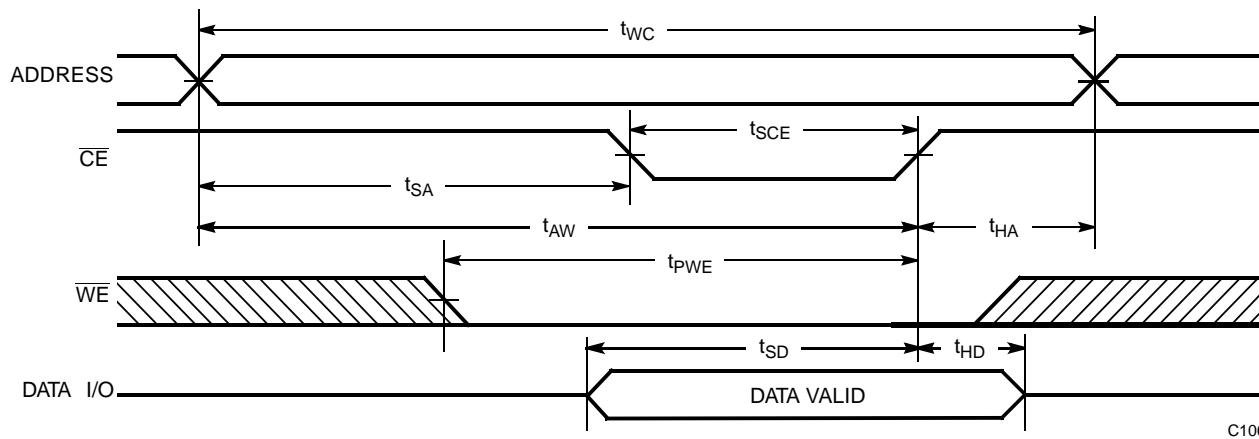 tWC
ADDRESS
tSCE
CE
tSA
tAW
tHA
tPWE
WE
tSD
tHD
DATA I/O
DATA VALID